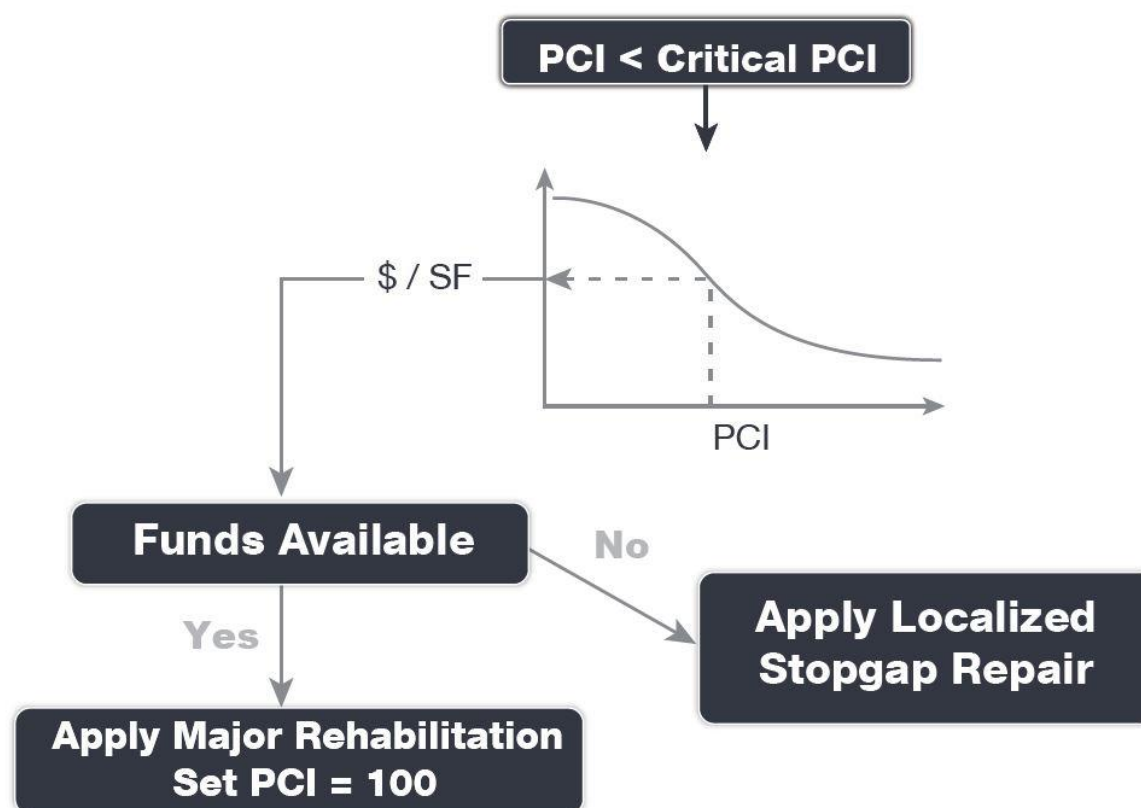 PCI < Critical PCI
$ / SF
PCI
Funds Available
No
Yes
Apply Localized
Stopgap Repair
Apply Major Rehabilitation
Set PCI = 100